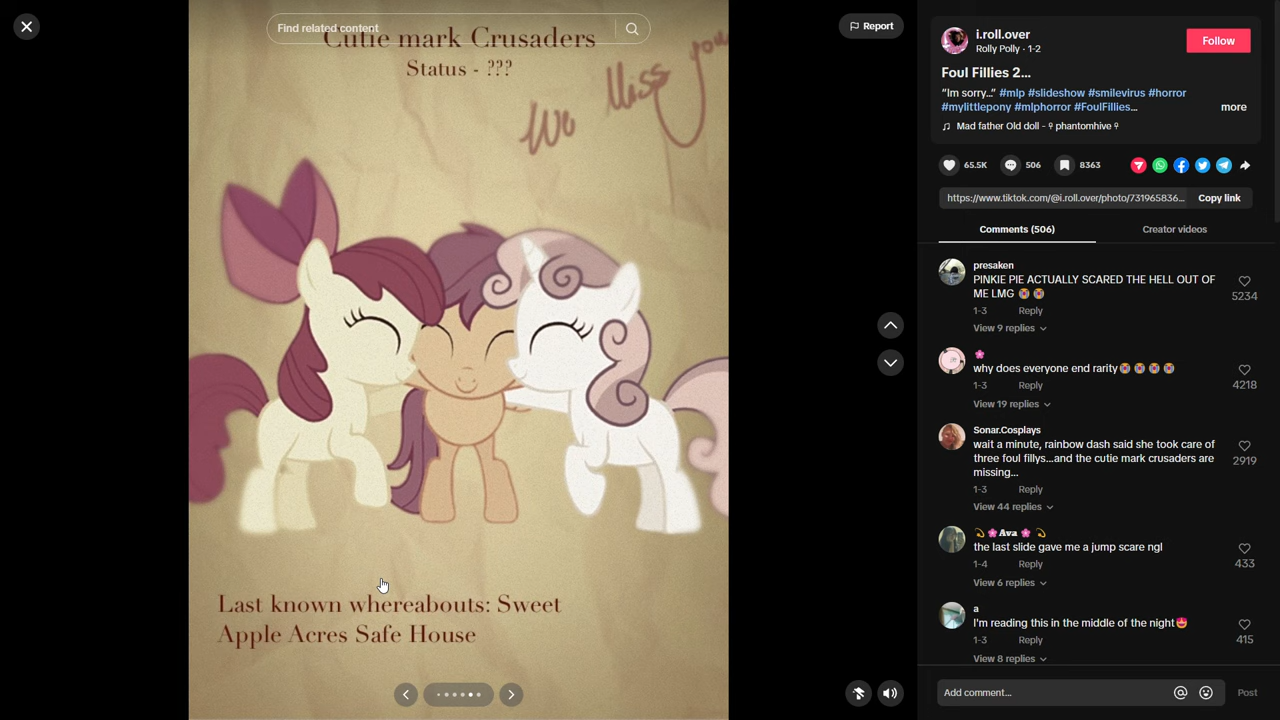 Find related content
Cutie mark Crusaders
Status - ???
We Miss you
Last known whereabouts: Sweet
Apple Acres Safe House
Report
i.roll.over
Rolly Polly · 1-2
Follow
Foul Fillies 2...
"Im sorry..." #mlp #slideshow #smilevirus #horror
#mylittlepony #mlphorror #FoulFillies...
more
Mad father Old doll - ♀ phantomhive ♀
65.5K
506
8363
https://www.tiktok.com/@i.roll.over/photo/731965836...
Copy link
Comments (506)
Creator videos
presaken
PINKIE PIE ACTUALLY SCARED THE HELL OUT OF
ME LMG 😭 😭
5234
1-3 Reply
View 9 replies
🌸
why does everyone end rarity😭 😭 😭 😭
4218
1-3 Reply
View 19 replies
Sonar.Cosplays
wait a minute, rainbow dash said she took care of
three foul fillys...and the cutie mark crusaders are
missing...
2919
1-3 Reply
View 44 replies
💫🌸Ava🌸 💫
the last slide gave me a jump scare ngl
433
1-4 Reply
View 6 replies
a
I'm reading this in the middle of the night😍
415
1-3 Reply
View 8 replies
Add comment...
Post